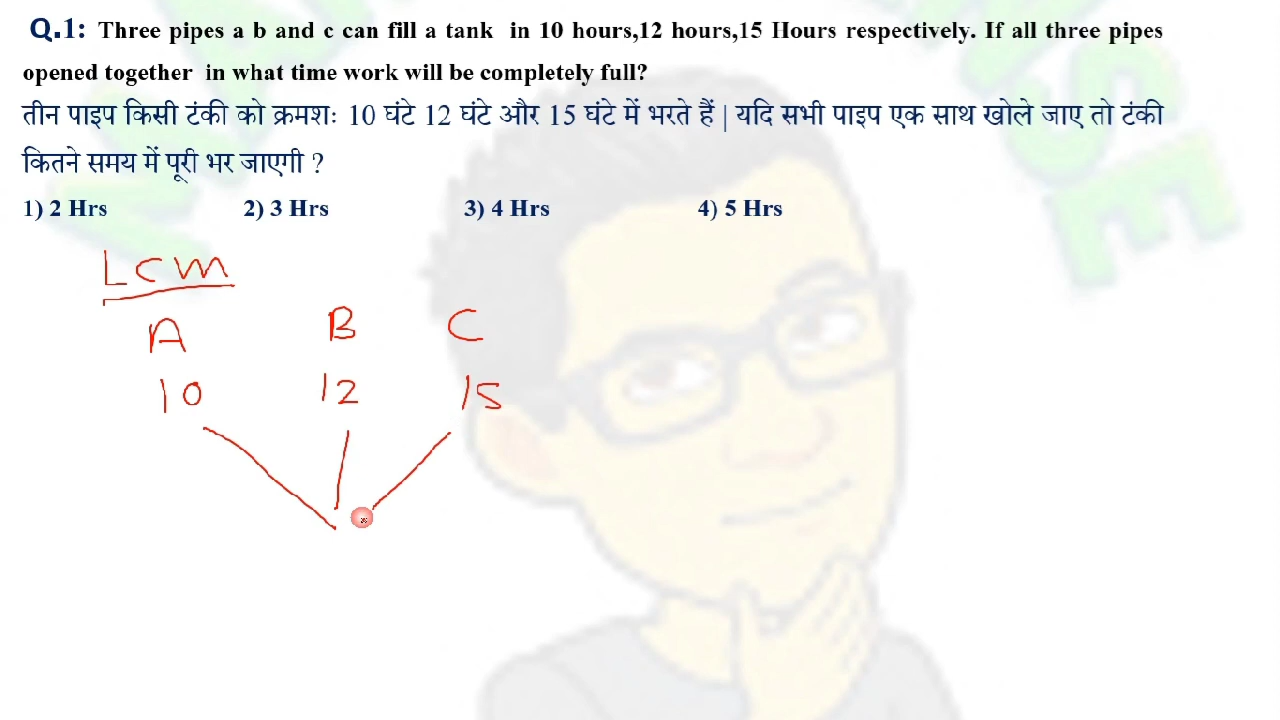 Q.1: Three pipes a b and c can fill a tank in 10 hours,12 hours,15 Hours respectively. If all three pipes
opened together in what time work will be completely full?
तीन पाइप किसी टंकी को क्रमशः 10 घंटे 12 घंटे और 15 घंटे में भरते हैं | यदि सभी पाइप एक साथ खोले जाए तो टंकी
कितने समय में पूरी भर जाएगी ?
1) 2 Hrs 2) 3 Hrs 3) 4 Hrs 4) 5 Hrs
Lcm
A B C
10 12 15